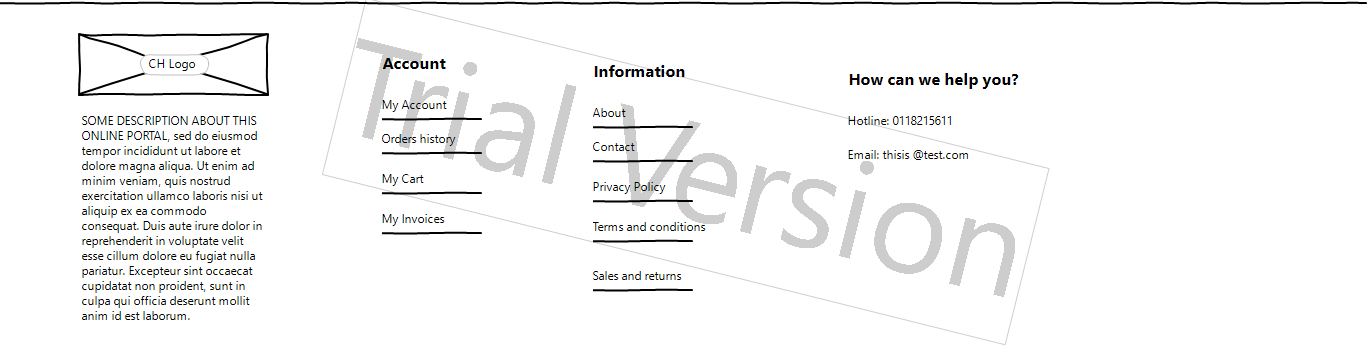 CH Logo
SOME DESCRIPTION ABOUT THIS
ONLINE PORTAL, sed do eiusmod
tempor incididunt ut labore et
dolore magna aliqua. Ut enim ad
minim veniam, quis nostrud
exercitation ullamco laboris nisi ut
aliquip ex ea commodo
consequat. Duis aute irure dolor in
reprehenderit in voluptate velit
esse cillum dolore eu fugiat nulla
pariatur. Excepteur sint occaecat
cupidatat non proident, sunt in
culpa qui officia deserunt mollit
anim id est laborum.
Account
My Account
Orders history
My Cart
My Invoices
Information
About
Contact
Privacy Policy
Terms and conditions
Sales and returns
How can we help you?
Hotline: 0118215611
Email: thisis @test.com
Trial Version